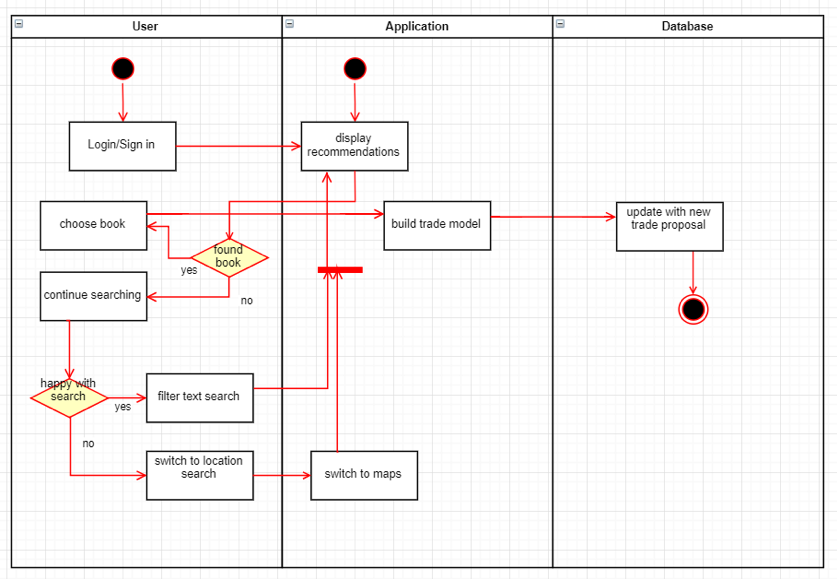 User
Application
Database
Login/Sign in
display
recommendations
choose book
build trade model
update with new
trade proposal
found
book
yes
continue searching
no
happy with
search
yes
filter text search
no
switch to location
search
switch to maps